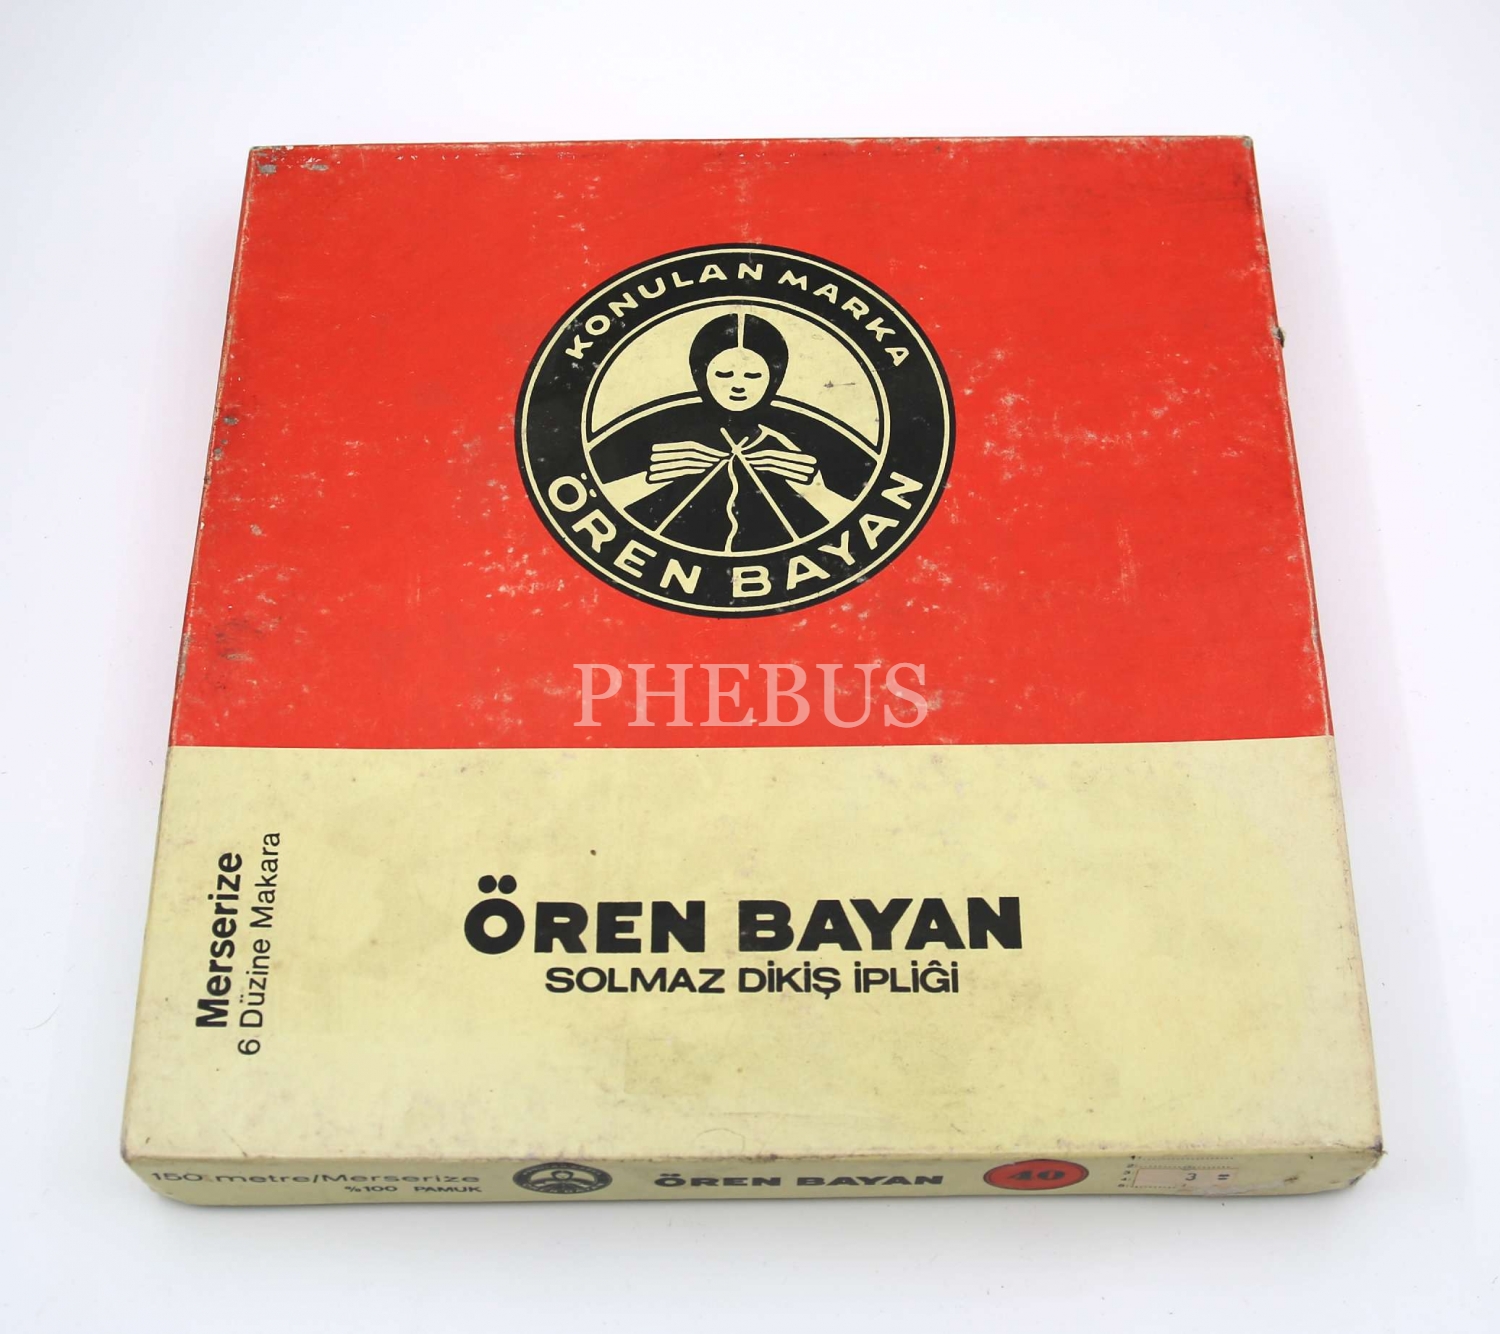 KONULAN MARKA
ÖREN BAYAN
PHEBUS
Merserize
6 Düzine Makara
ÖREN BAYAN
SOLMAZ DİKİŞ İPLİĞİ
150 metre/Merserize
%100 PAMUK
ÖREN BAYAN
40
3 =